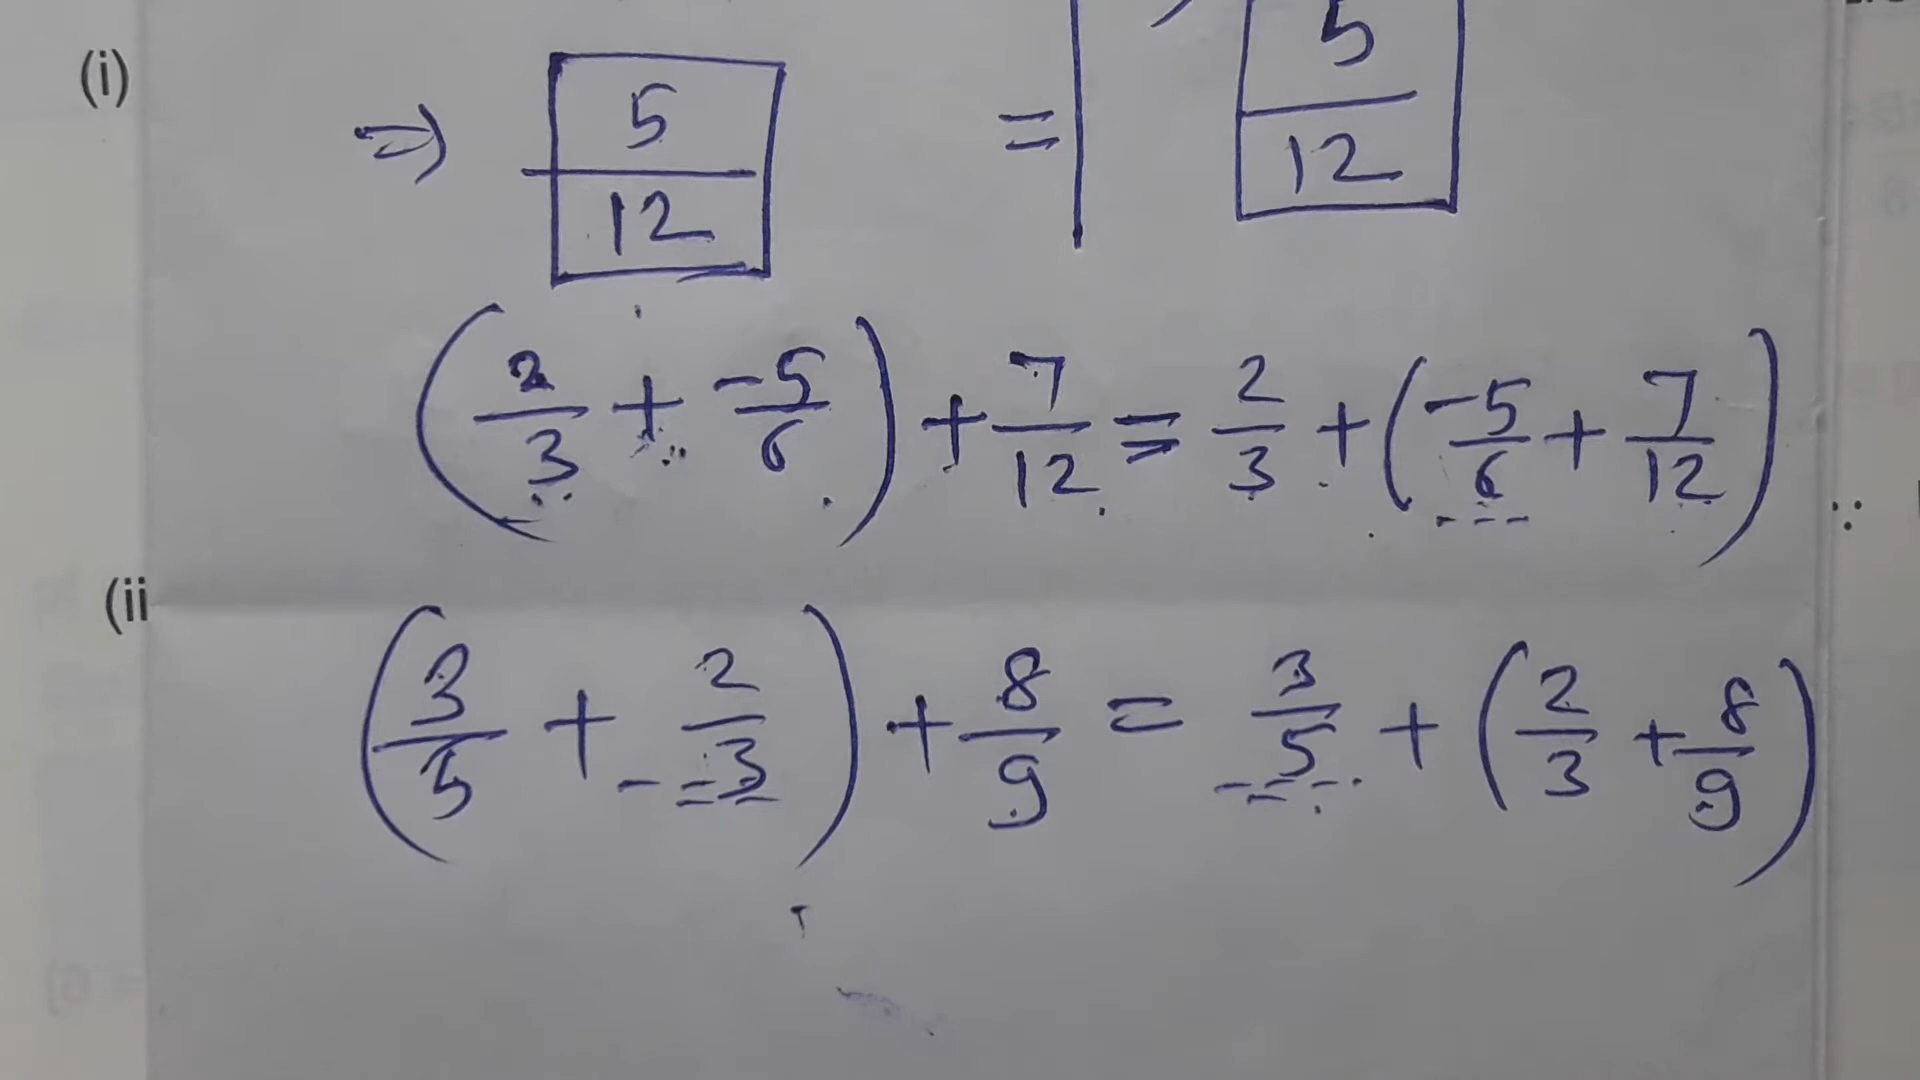 (i) ⇒ 5/12 = | 5/12
(2/3 + -5/6) + 7/12 = 2/3 + (-5/6 + 7/12)
(ii
(3/5 + 2/3) + 8/9 = 3/5 + (2/3 + 8/9)